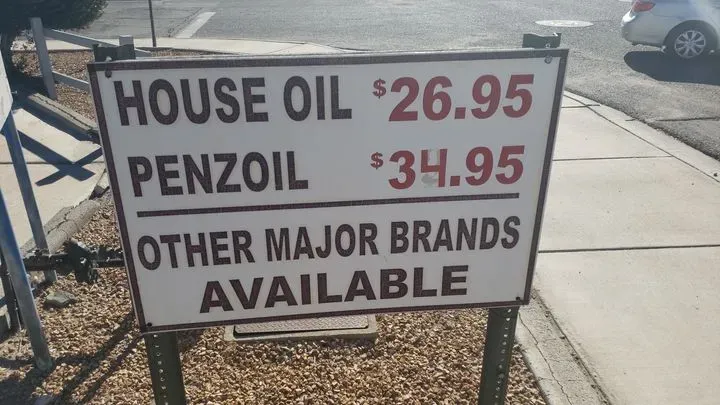 HOUSE OIL $26.95
PENZOIL $34.95
OTHER MAJOR BRANDS
AVAILABLE